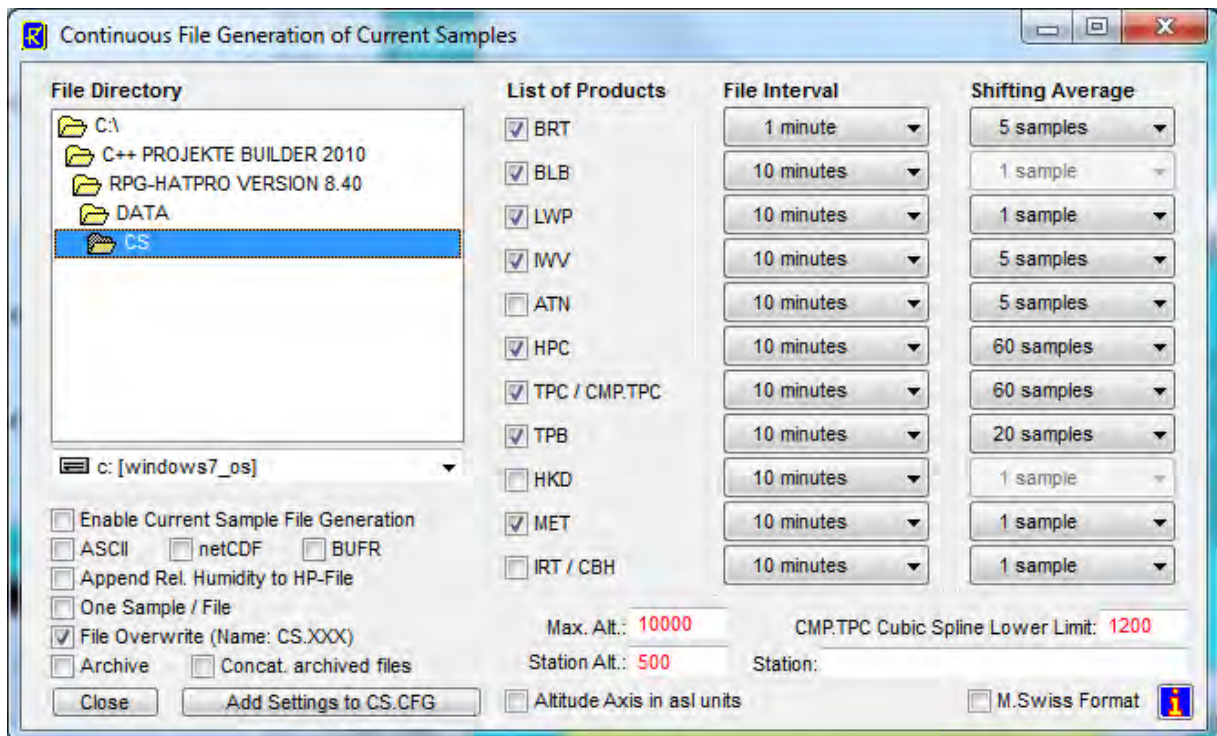 Continuous File Generation of Current Samples
File Directory
C:\
C++ PROJEKTE BUILDER 2010
RPG-HATPRO VERSION 8.40
DATA
CS
c: [windows7_os]
Enable Current Sample File Generation
ASCII netCDF BUFR
Append Rel. Humidity to HP-File
One Sample / File
File Overwrite (Name: CS.XXX)
Archive Concat. archived files
Close Add Settings to CS.CFG
List of Products File Interval Shifting Average
BRT 1 minute 5 samples
BLB 10 minutes 1 sample
LWP 10 minutes 1 sample
IWV 10 minutes 5 samples
ATN 10 minutes 5 samples
HPC 10 minutes 60 samples
TPC / CMP.TPC 10 minutes 60 samples
TPB 10 minutes 20 samples
HKD 10 minutes 1 sample
MET 10 minutes 1 sample
IRT / CBH 10 minutes 1 sample
Max. Alt.: 10000 CMP.TPC Cubic Spline Lower Limit: 1200
Station Alt.: 500 Station:
Altitude Axis in asl units M.Swiss Format